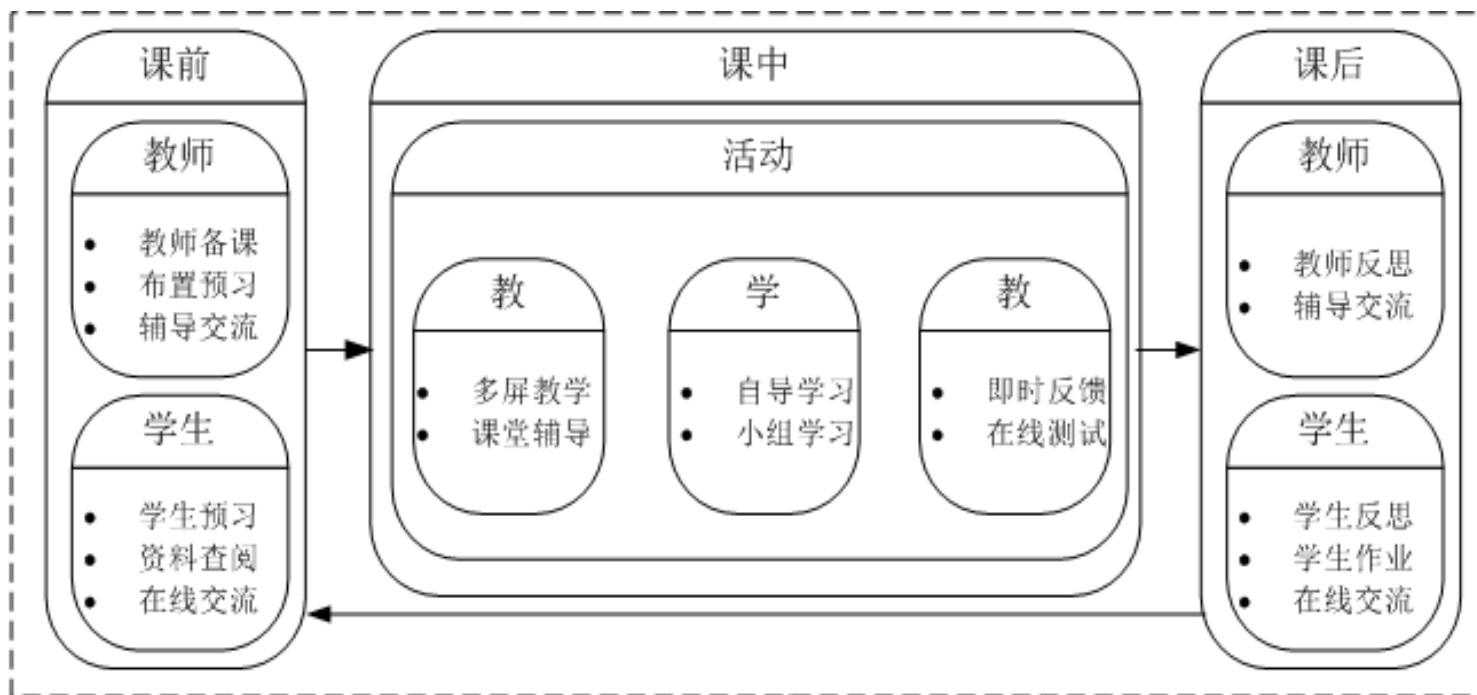 课前
教师
• 教师备课
• 布置预习
• 辅导交流
学生
• 学生预习
• 资料查阅
• 在线交流
课中
活动
教
• 多屏教学
• 课堂辅导
学
• 自导学习
• 小组学习
教
• 即时反馈
• 在线测试
课后
教师
• 教师反思
• 辅导交流
学生
• 学生反思
• 学生作业
• 在线交流